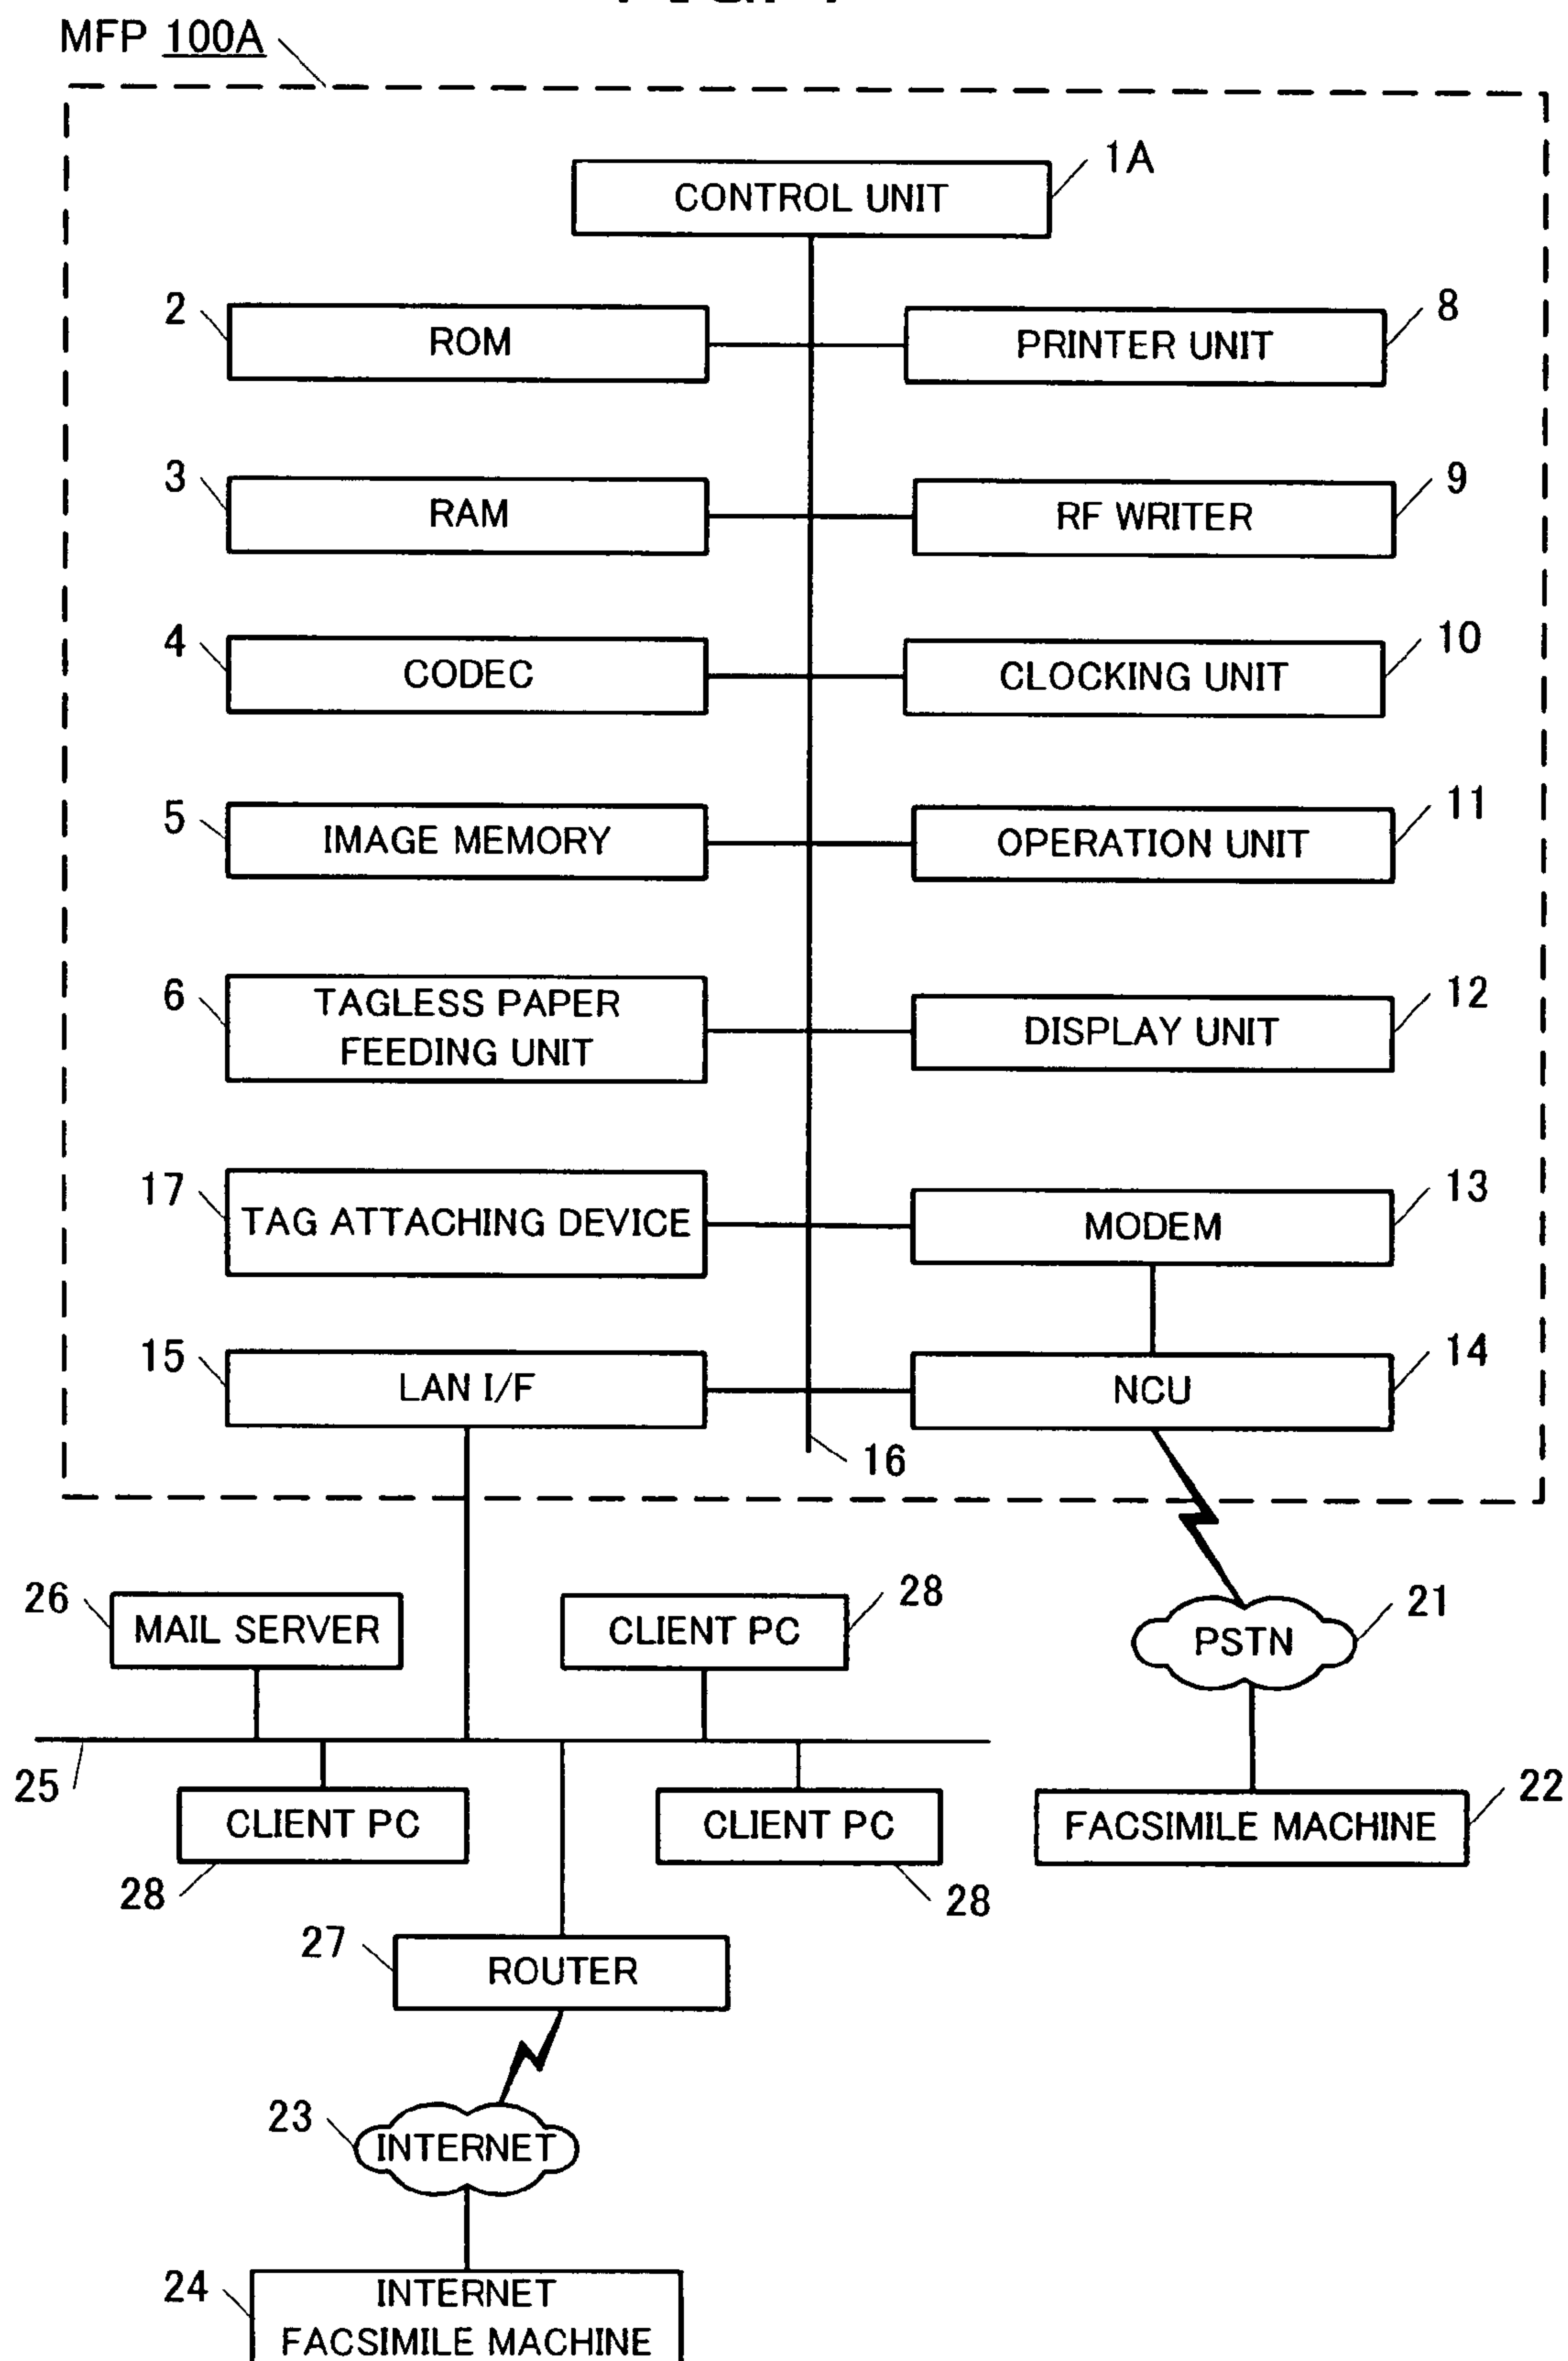 MFP 100A
1A
CONTROL UNIT
2
ROM
PRINTER UNIT
8
3
RAM
RF WRITER
9
4
CODEC
CLOCKING UNIT
10
5
IMAGE MEMORY
OPERATION UNIT
11
6
TAGLESS PAPER
FEEDING UNIT
DISPLAY UNIT
12
17
TAG ATTACHING DEVICE
MODEM
13
15
LAN I/F
NCU
14
16
26
MAIL SERVER
CLIENT PC
28
PSTN
21
25
CLIENT PC
28
CLIENT PC
28
FACSIMILE MACHINE
22
27
ROUTER
23
INTERNET
24
INTERNET
FACSIMILE MACHINE